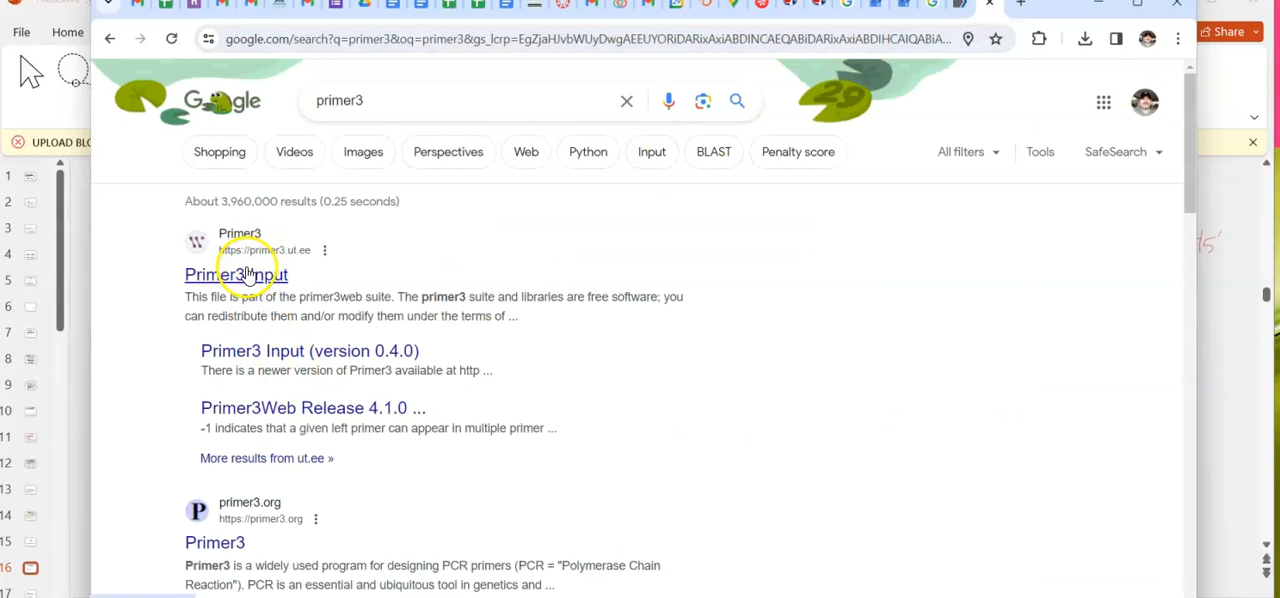 File Home
google.com/search?q=primer3&oq=primer3&gs_lcrp=EgZjaHJvbWUyDwgAEEUYORiDARixAxiABDINCAEQABiDARixAxiABDIHCAIQABiA...
Share
Google
primer3
29
UPLOAD BLO
Shopping Videos Images Perspectives Web Python Input BLAST Penalty score All filters Tools SafeSearch
About 3,960,000 results (0.25 seconds)
Primer3
https://primer3.ut.ee
Primer3 Input
This file is part of the primer3web suite. The primer3 suite and libraries are free software; you
can redistribute them and/or modify them under the terms of ...
Primer3 Input (version 0.4.0)
There is a newer version of Primer3 available at http ...
Primer3Web Release 4.1.0 ...
-1 indicates that a given left primer can appear in multiple primer ...
More results from ut.ee »
primer3.org
https://primer3.org
Primer3
Primer3 is a widely used program for designing PCR primers (PCR = "Polymerase Chain
Reaction"). PCR is an essential and ubiquitous tool in genetics and ...
1
2
3
4
5
6
7
8
9
10
11
12
13
14
15
16
17
5'